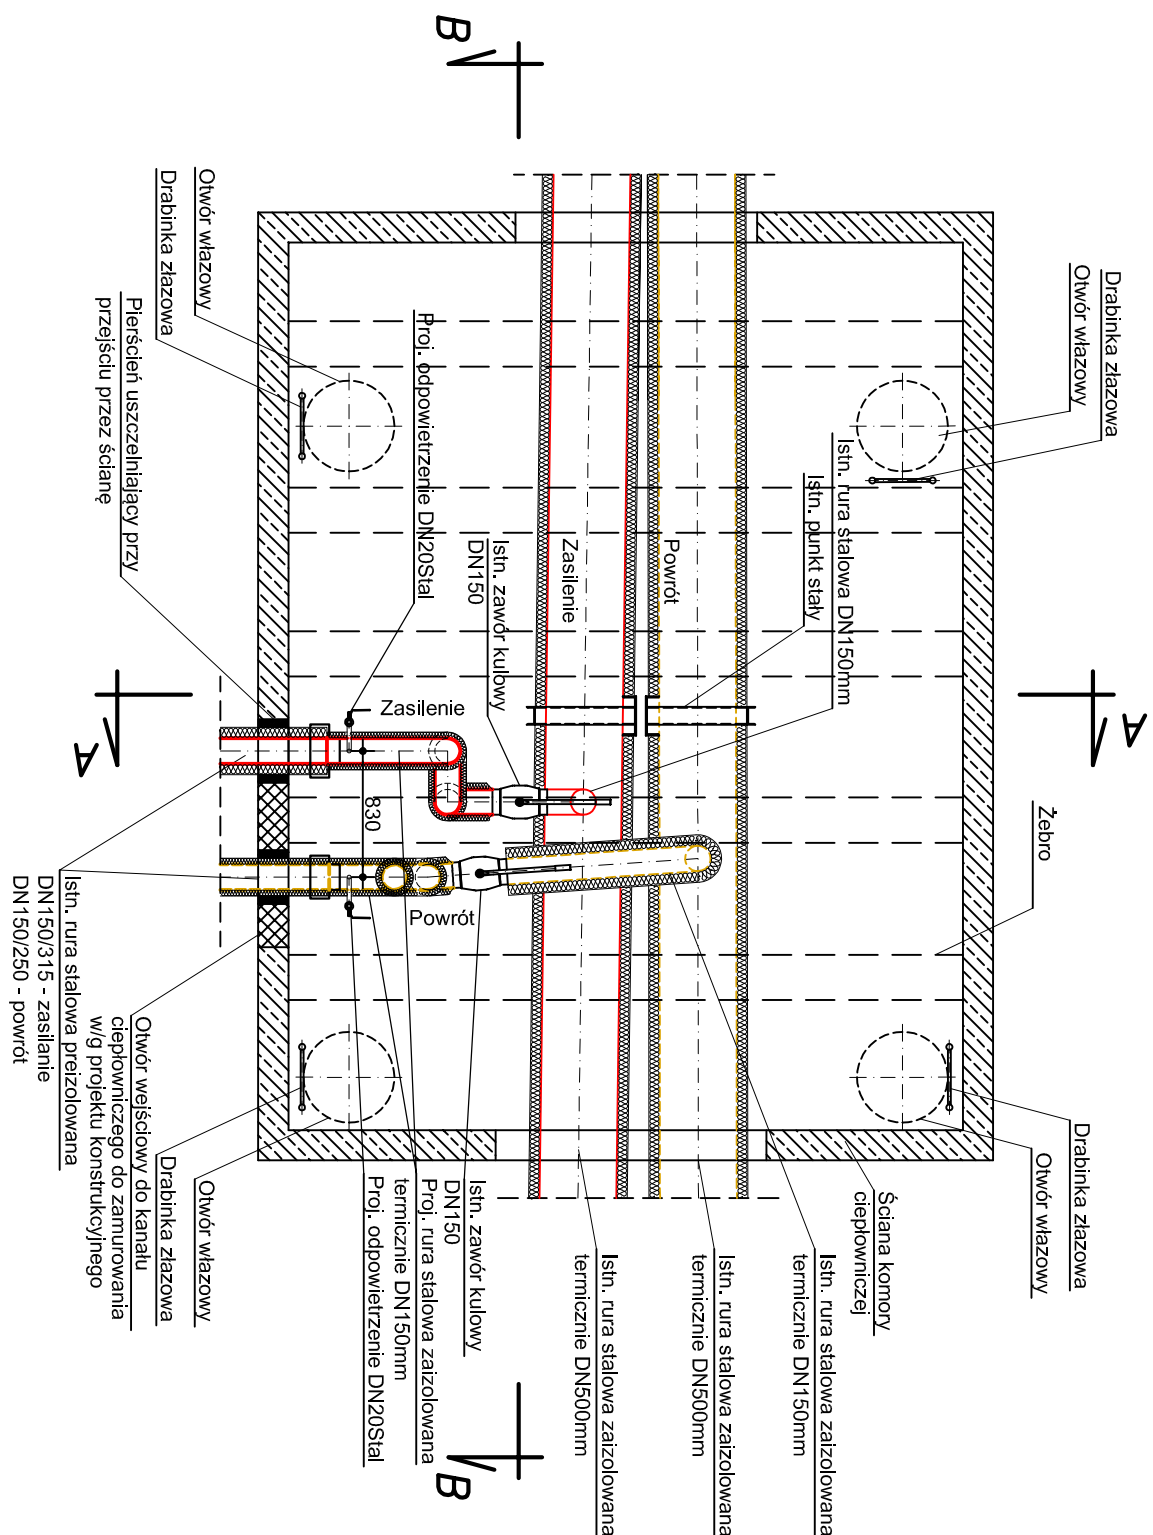 B
Otwór włazowy
Drabinka złazowa
Pierścień uszczelniający przy
przejściu przez ścianę
Proj. odpowietrzenie DN20Stal
Istn. zawór kulowy
DN150
Zasilenie
Powrót
Istn. rura stalowa DN150mm
Istn. punkt stały
Drabinka złazowa
Otwór włazowy
A
A
Zasilenie
830
Powrót
Żebro
Istn. rura stalowa preizolowana
DN150/315 - zasilanie
DN150/250 - powrót
Otwór wejściowy do kanału
ciepłowniczego do zamurowania
w/g projektu konstrukcyjnego
Drabinka złazowa
Otwór włazowy
Proj. odpowietrzenie DN20Stal
Proj. rura stalowa zaizolowana
termicznie DN150mm
Istn. zawór kulowy
DN150
B
Istn. rura stalowa zaizolowana
termicznie DN500mm
Istn. rura stalowa zaizolowana
termicznie DN500mm
Istn. rura stalowa zaizolowana
termicznie DN150mm
Ściana komory
ciepłowniczej
Otwór włazowy
Drabinka złazowa